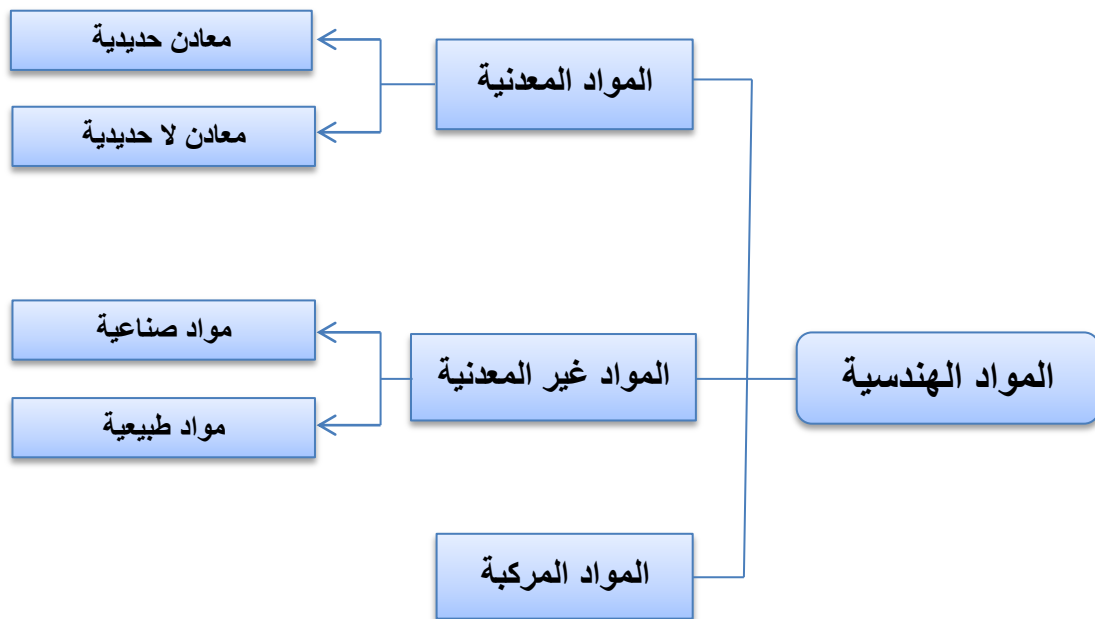 المواد الهندسية
المواد المعدنية
معادن حديدية
معادن لا حديدية
المواد غير المعدنية
مواد صناعية
مواد طبيعية
المواد المركبة